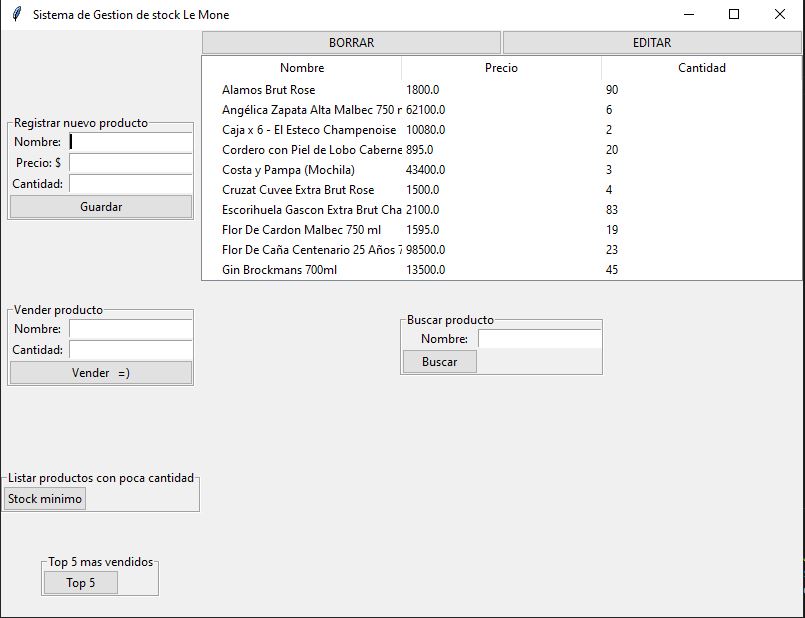 Sistema de Gestion de stock Le Mone
BORRAR EDITAR
Nombre Precio Cantidad
Alamos Brut Rose 1800.0 90
Angélica Zapata Alta Malbec 750 r 62100.0 6
Caja x 6 - El Esteco Champenoise 10080.0 2
Cordero con Piel de Lobo Caberne 895.0 20
Costa y Pampa (Mochila) 43400.0 3
Cruzat Cuvee Extra Brut Rose 1500.0 4
Escorihuela Gascon Extra Brut Cha 2100.0 83
Flor De Cardon Malbec 750 ml 1595.0 19
Flor De Caña Centenario 25 Años 7 98500.0 23
Gin Brockmans 700ml 13500.0 45
Registrar nuevo producto
Nombre:
Precio: $
Cantidad:
Guardar
Vender producto
Nombre:
Cantidad:
Vender =)
Buscar producto
Nombre:
Buscar
Listar productos con poca cantidad
Stock minimo
Top 5 mas vendidos
Top 5